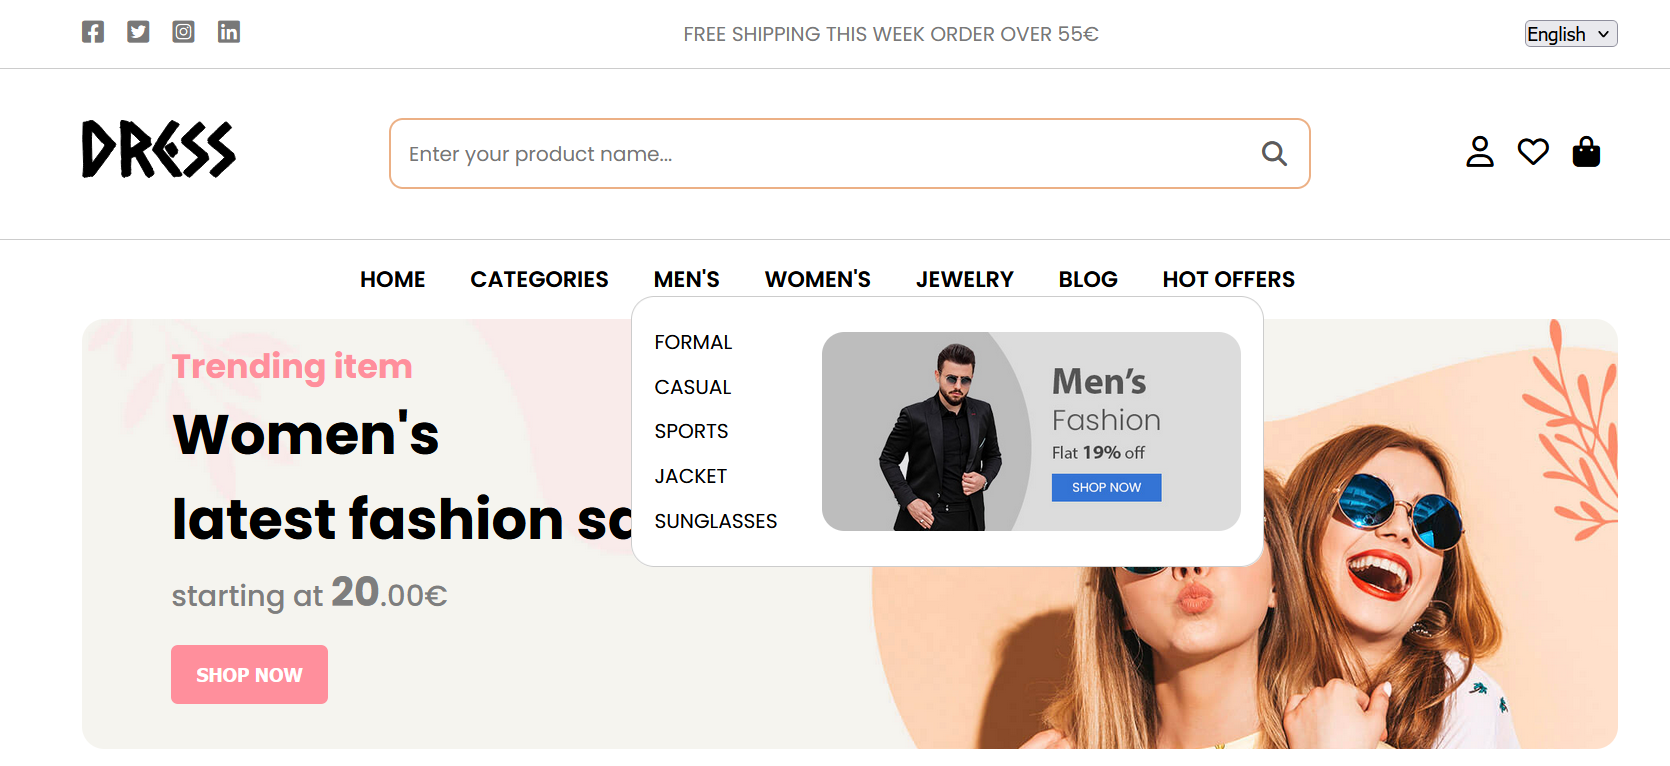 FREE SHIPPING THIS WEEK ORDER OVER 55€
English
DRESS
Enter your product name...
HOME CATEGORIES MEN'S WOMEN'S JEWELRY BLOG HOT OFFERS
FORMAL
CASUAL
SPORTS
JACKET
SUNGLASSES
Men’s
Fashion
Flat 19% off
SHOP NOW
Trending item
Women's
latest fashion
starting at 20.00€
SHOP NOW